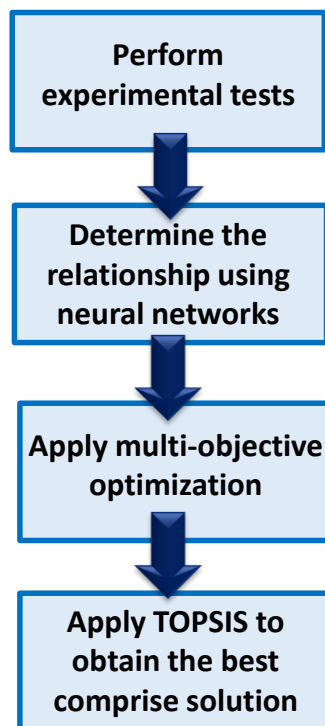 Perform
experimental tests
Determine the
relationship using
neural networks
Apply multi-objective
optimization
Apply TOPSIS to
obtain the best
comprise solution